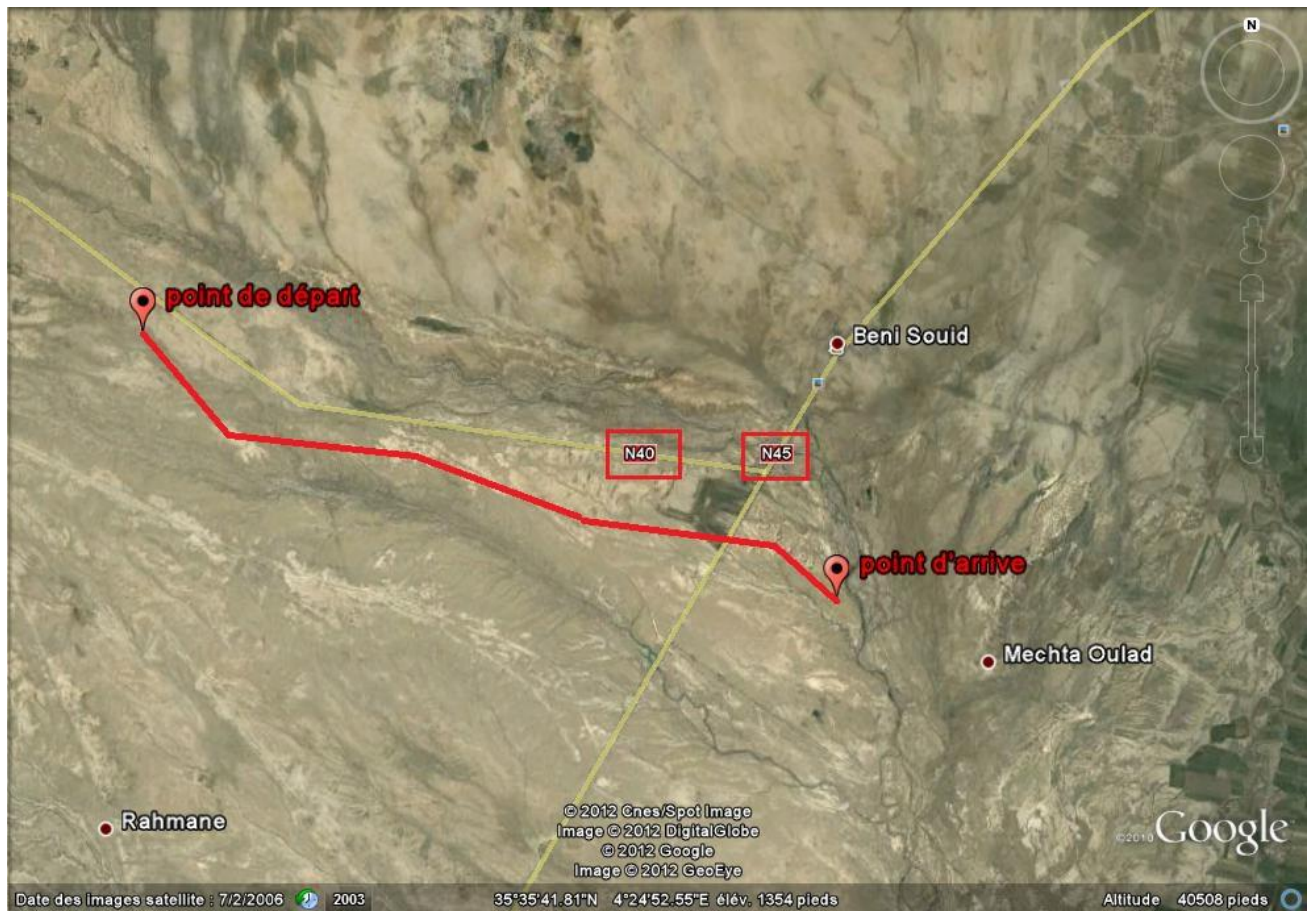 N
point de départ
Beni Souid
N40
N45
point d'arrive
Mechta Oulad
Rahmane
© 2012 Cnes/Spot Image
Image © 2012 DigitalGlobe
© 2012 Google
Image © 2012 GeoEye
©2010 Google
Date des images satellite : 7/2/2006 2003 35°35'41.81"N 4°24'52.55"E élév. 1354 pieds Altitude 40508 pieds